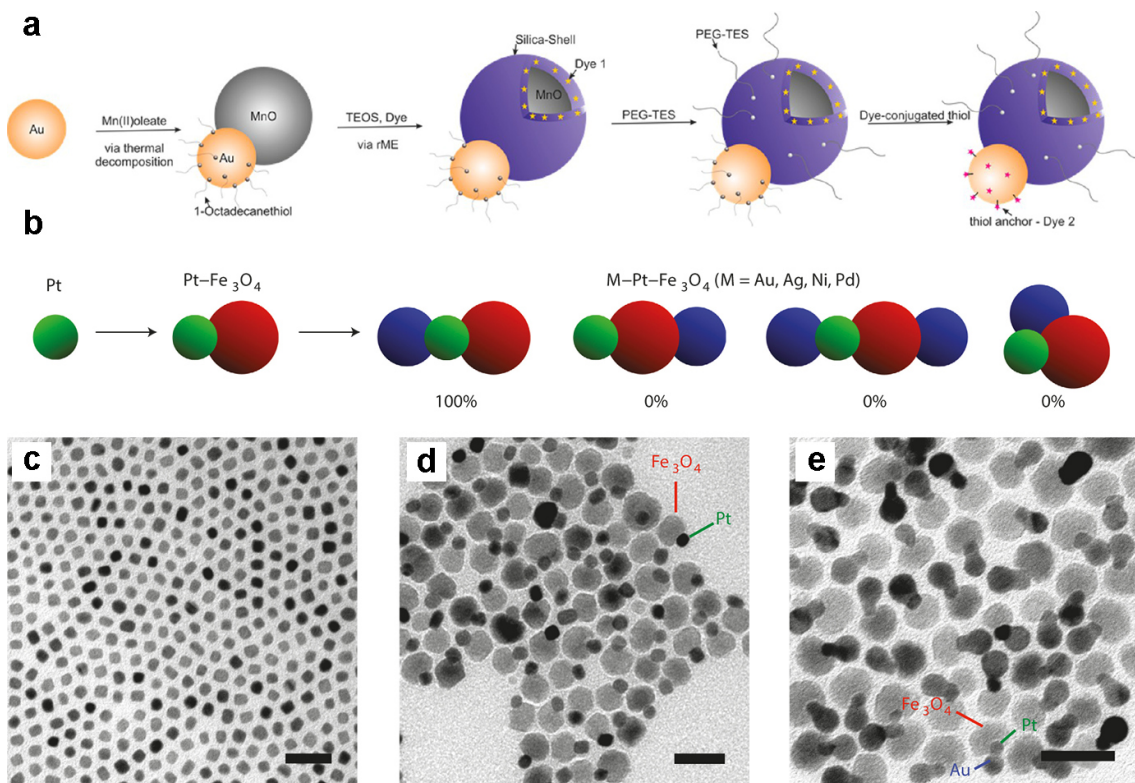 a
Au
Mn(II)oleate
via thermal
decomposition
MnO
Au
1-Octadecanethiol
TEOS, Dye
via rME
Silica-Shell
Dye 1
MnO
PEG-TES
PEG-TES
Dye-conjugated thiol
thiol anchor - Dye 2
b
Pt
Pt–Fe3O4
M–Pt–Fe3O4 (M = Au, Ag, Ni, Pd)
100%
0%
0%
0%
c
d
Fe3O4
Pt
e
Fe3O4
Pt
Au